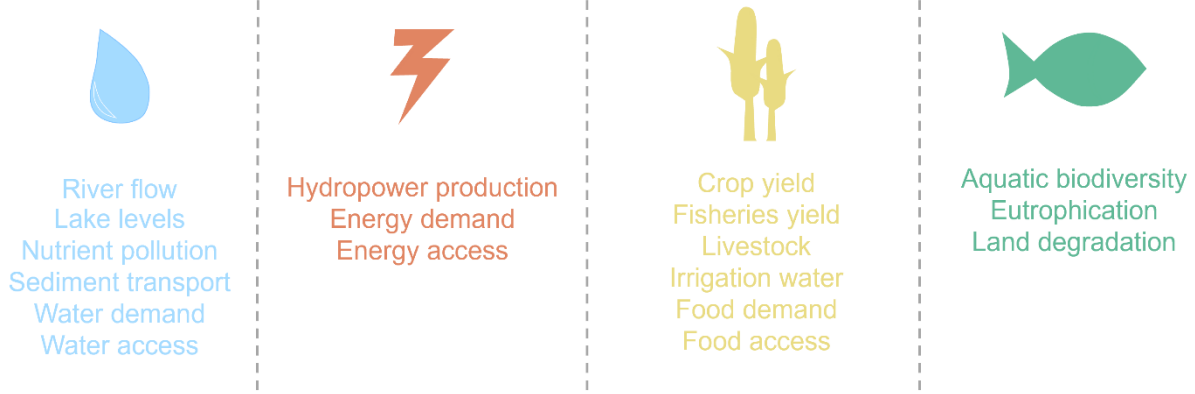 River flow
Lake levels
Nutrient pollution
Sediment transport
Water demand
Water access
Hydropower production
Energy demand
Energy access
Crop yield
Fisheries yield
Livestock
Irrigation water
Food demand
Food access
Aquatic biodiversity
Eutrophication
Land degradation